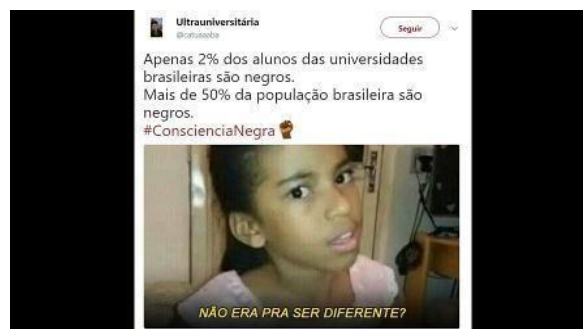 Ultrauniversitária
Seguir
Apenas 2% dos alunos das universidades
brasileiras são negros.
Mais de 50% da população brasileira são
negros.
#ConscienciaNegra
NÃO ERA PRA SER DIFERENTE?